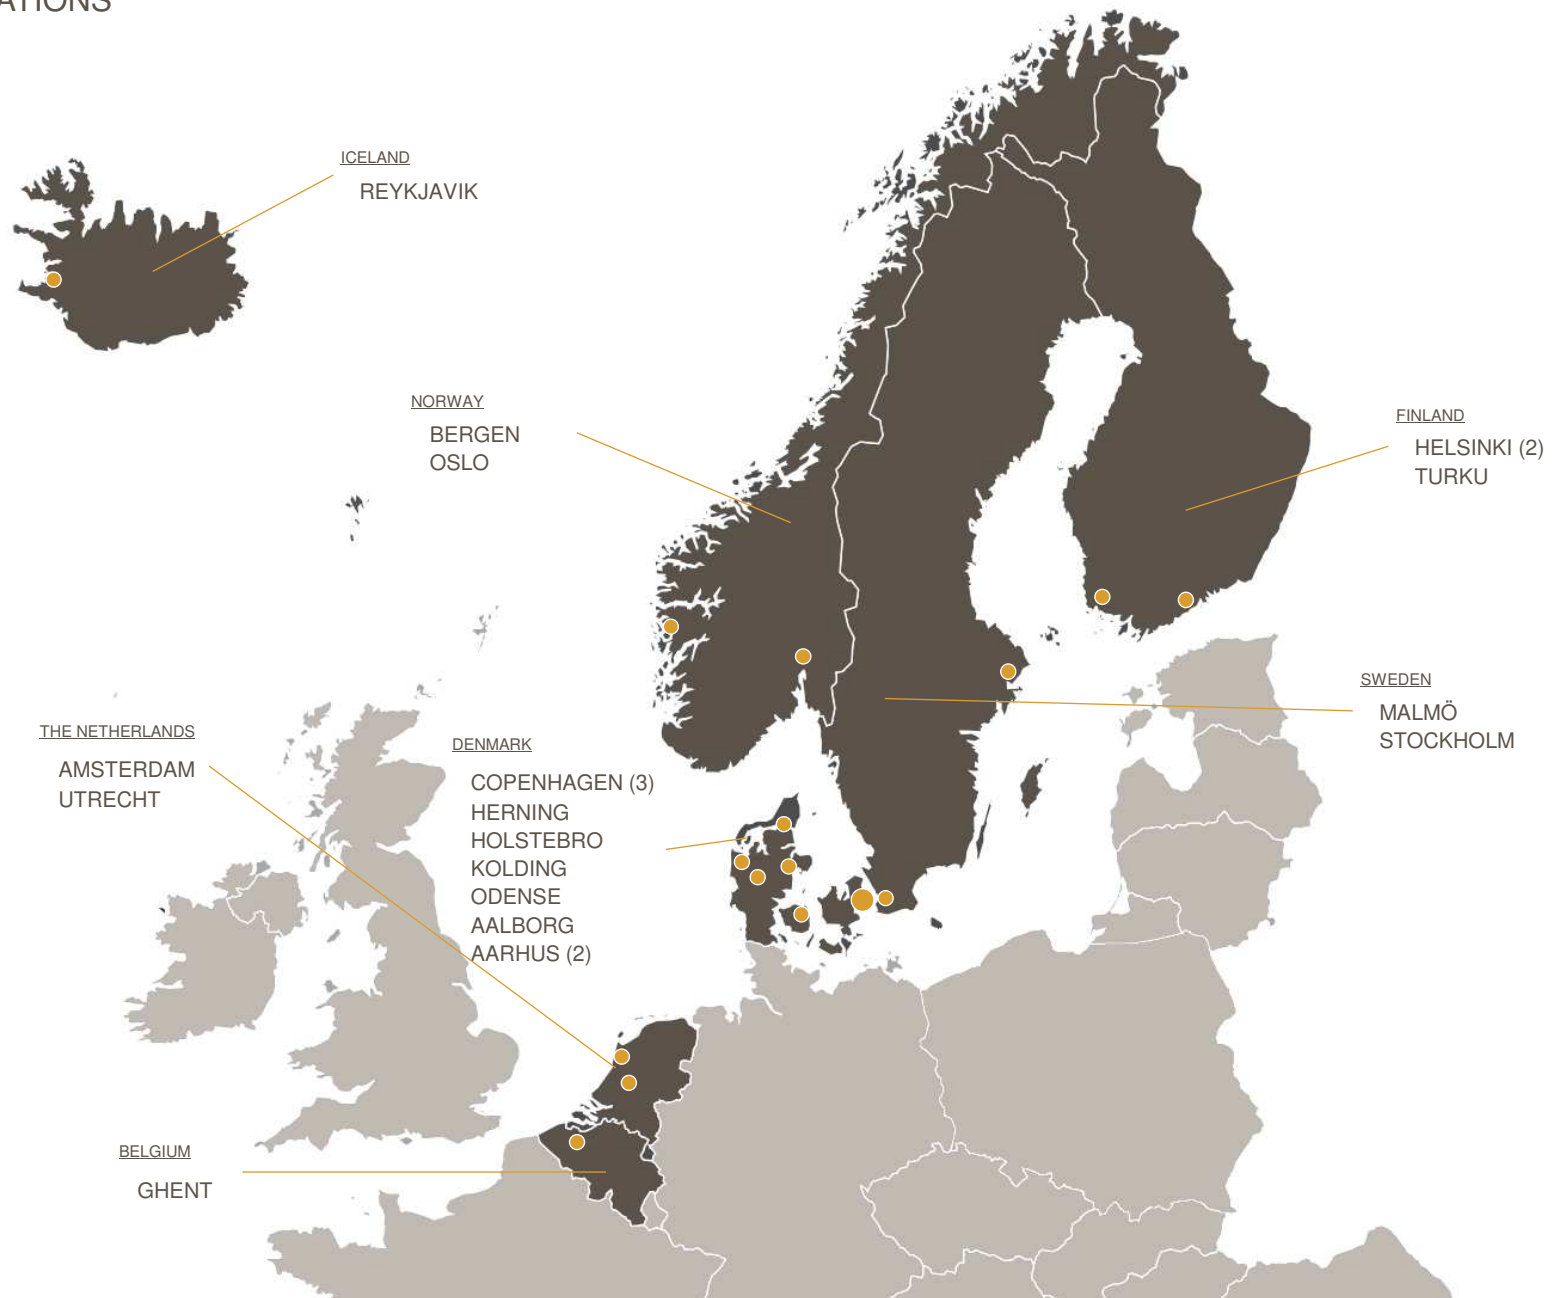 ATIONS
ICELAND
REYKJAVIK
NORWAY
BERGEN
OSLO
FINLAND
HELSINKI (2)
TURKU
SWEDEN
MALMÖ
STOCKHOLM
THE NETHERLANDS
AMSTERDAM
UTRECHT
DENMARK
COPENHAGEN (3)
HERNING
HOLSTEBRO
KOLDING
ODENSE
AALBORG
AARHUS (2)
BELGIUM
GHENT